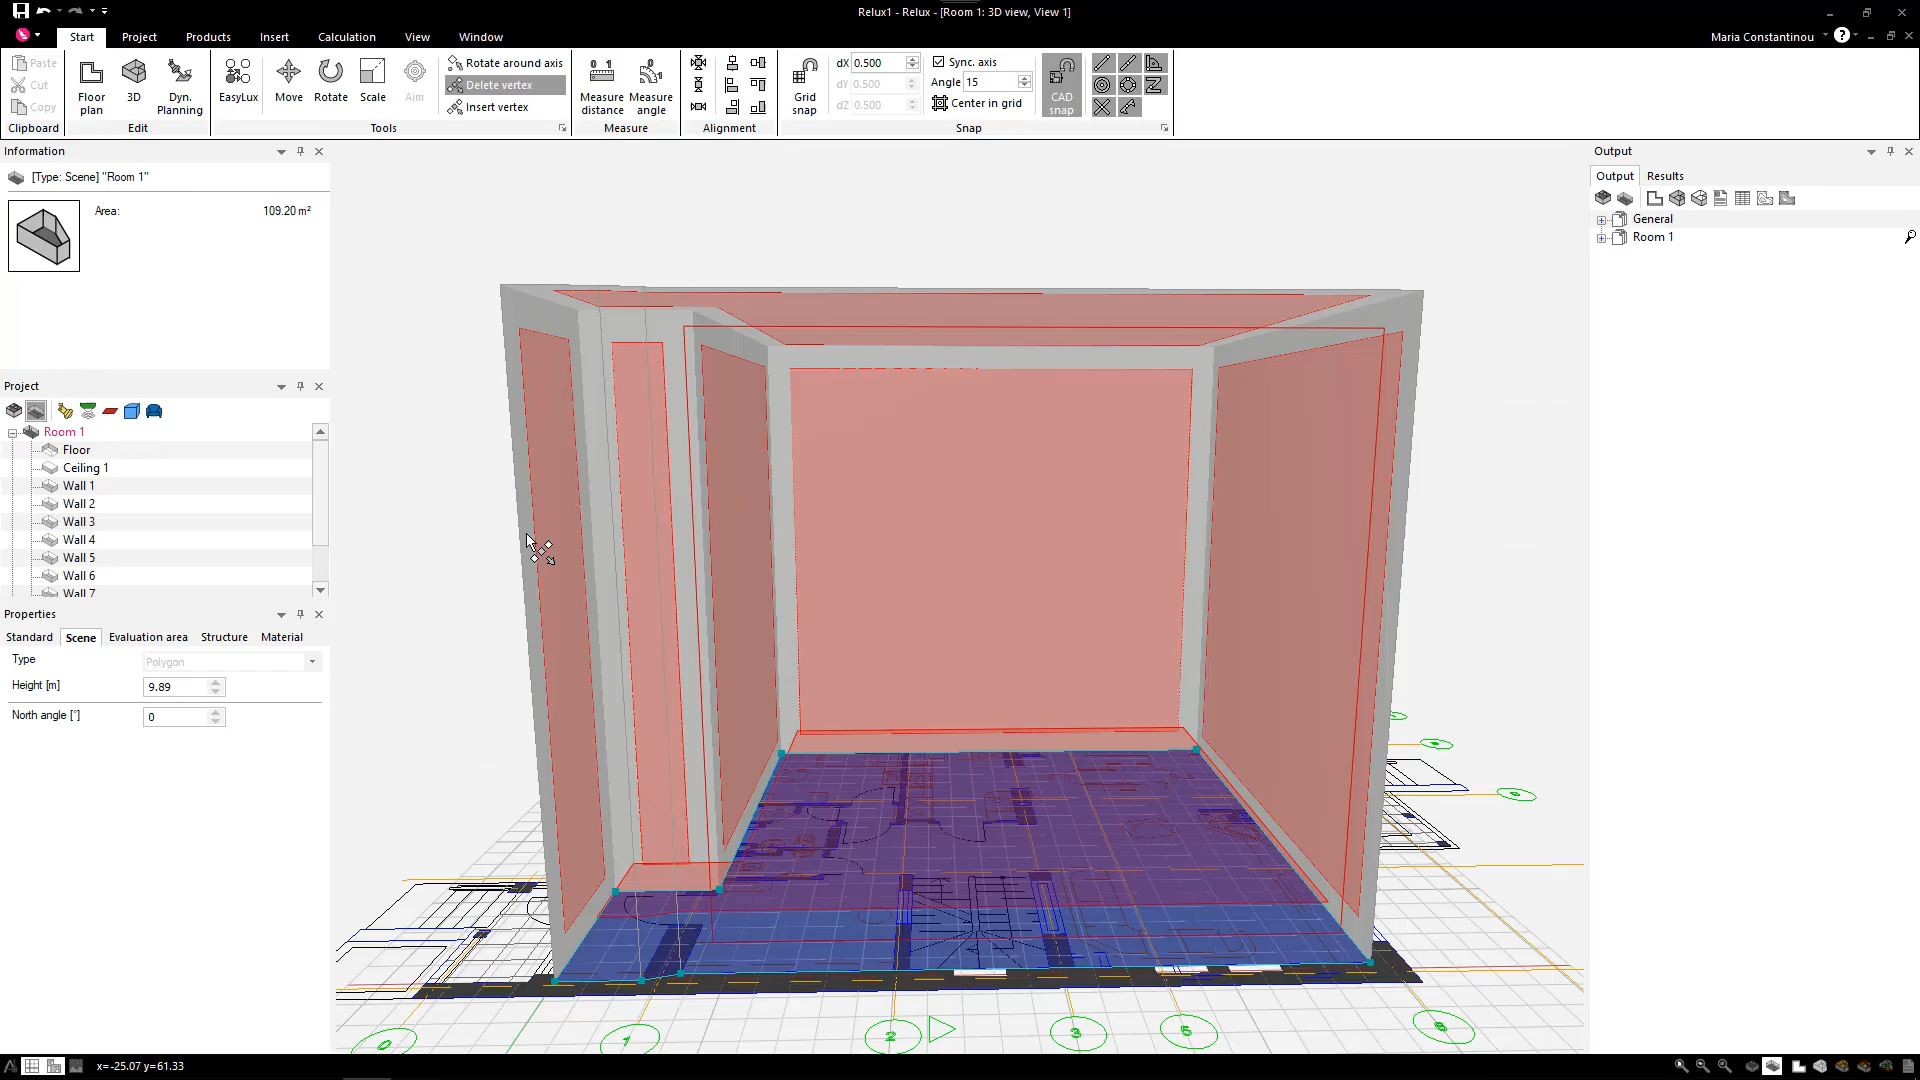 Relux1 - Relux - [Room 1: 3D view, View 1]
Start Project Products Insert Calculation View Window
Maria Constantinou
Paste
Cut
Copy
Clipboard
Floor plan
3D
Dyn. Planning
Edit
EasyLux
Move
Rotate
Scale
Aim
Rotate around axis
Delete vertex
Insert vertex
Tools
Measure distance
Measure angle
Measure
Alignment
Grid snap
dX 0.500
dY 0.500
dZ 0.500
Sync. axis
Angle 15
Center in grid
CAD snap
Snap
Information
[Type: Scene] "Room 1"
Area: 109.20 m²
Project
Room 1
Floor
Ceiling 1
Wall 1
Wall 2
Wall 3
Wall 4
Wall 5
Wall 6
Wall 7
Properties
Standard Scene Evaluation area Structure Material
Type Polygon
Height [m] 9.89
North angle [°] 0
Output
Output Results
General
Room 1
0 1 2 3
x=-25.07 y=61.33